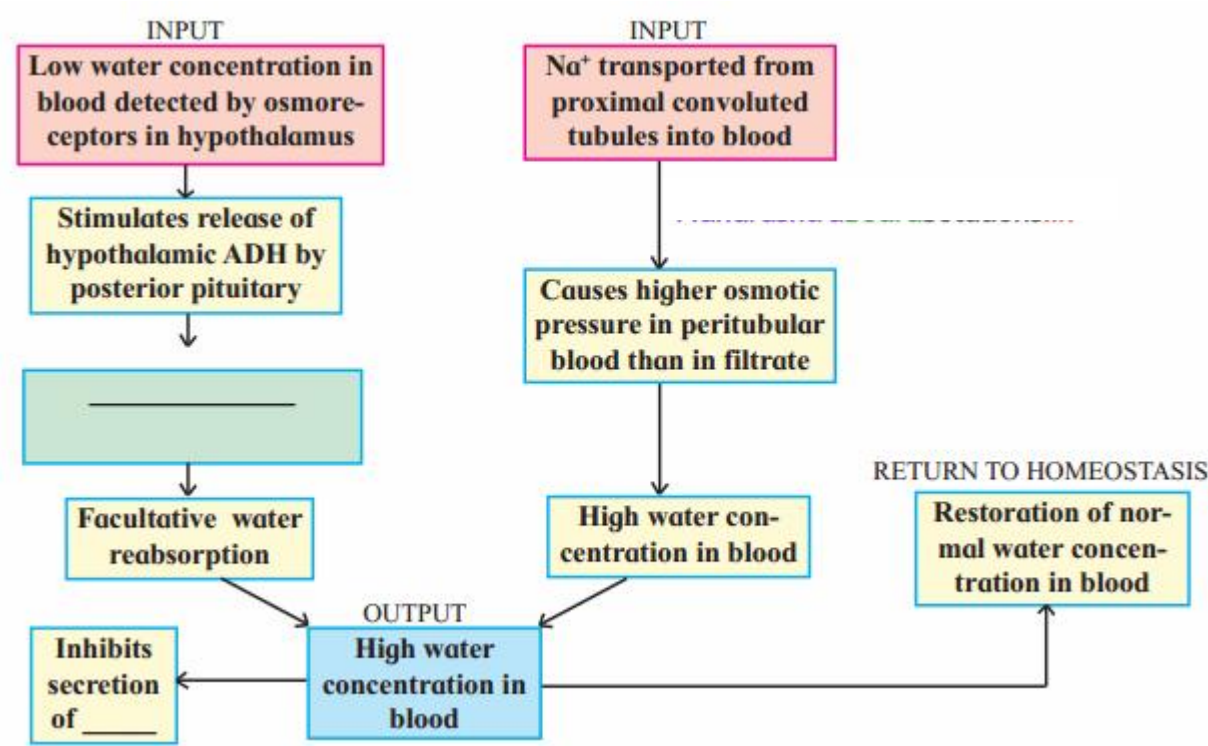 INPUT
Low water concentration in
blood detected by osmore-
ceptors in hypothalamus
Stimulates release of
hypothalamic ADH by
posterior pituitary
Facultative water
reabsorption
INPUT
Na⁺ transported from
proximal convoluted
tubules into blood
Causes higher osmotic
pressure in peritubular
blood than in filtrate
High water con-
centration in blood
OUTPUT
High water
concentration in
blood
Inhibits
secretion
of ______
RETURN TO HOMEOSTASIS
Restoration of nor-
mal water concen-
tration in blood